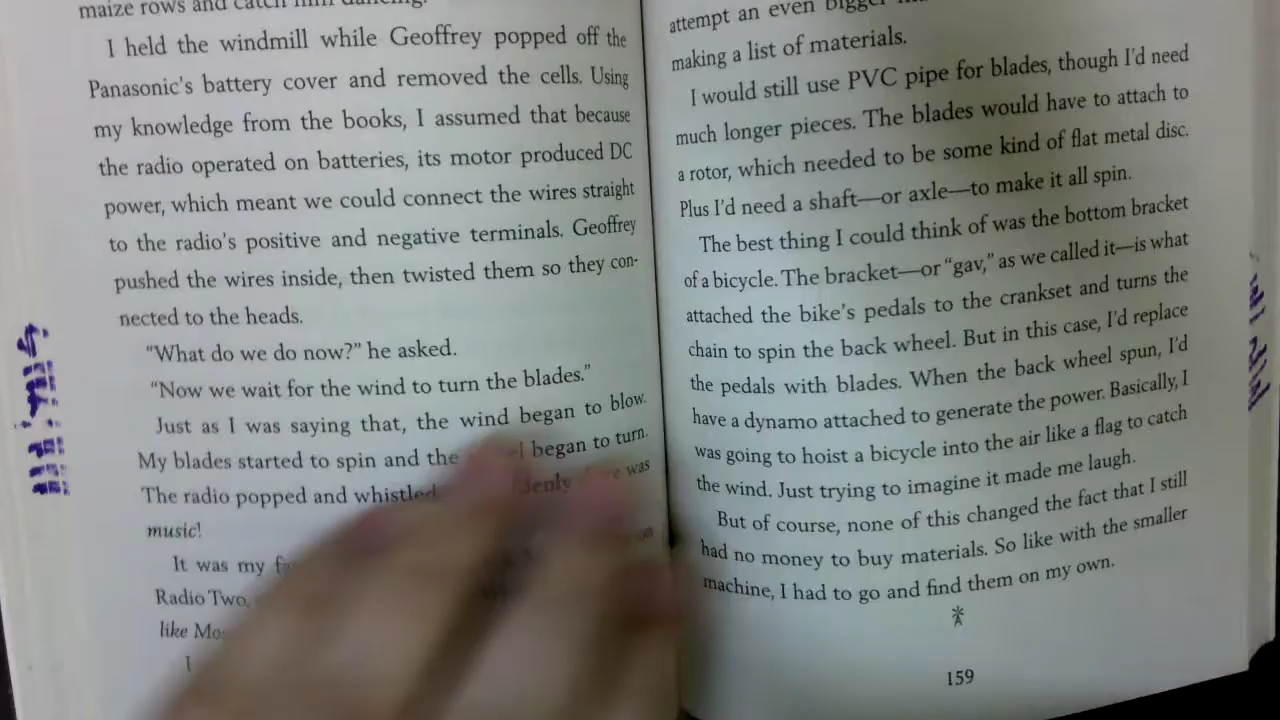 maize rows and catch him dancing.
I held the windmill while Geoffrey popped off the
Panasonic's battery cover and removed the cells. Using
my knowledge from the books, I assumed that because
the radio operated on batteries, its motor produced DC
power, which meant we could connect the wires straight
to the radio's positive and negative terminals. Geoffrey
pushed the wires inside, then twisted them so they con-
nected to the heads.
"What do we do now?" he asked.
"Now we wait for the wind to turn the blades."
Just as I was saying that, the wind began to blow.
My blades started to spin and the began to turn.
The radio popped and whistled was
music!
It was my
Radio Two,
like
I
attempt an even bigger
making a list of materials.
I would still use PVC pipe for blades, though I'd need
much longer pieces. The blades would have to attach to
a rotor, which needed to be some kind of flat metal disc.
Plus I'd need a shaft—or axle—to make it all spin.
The best thing I could think of was the bottom bracket
of a bicycle. The bracket—or "gav," as we called it—is what
attached the bike's pedals to the crankset and turns the
chain to spin the back wheel. But in this case, I'd replace
the pedals with blades. When the back wheel spun, I'd
have a dynamo attached to generate the power. Basically, I
was going to hoist a bicycle into the air like a flag to catch
the wind. Just trying to imagine it made me laugh.
But of course, none of this changed the fact that I still
had no money to buy materials. So like with the smaller
machine, I had to go and find them on my own.
159